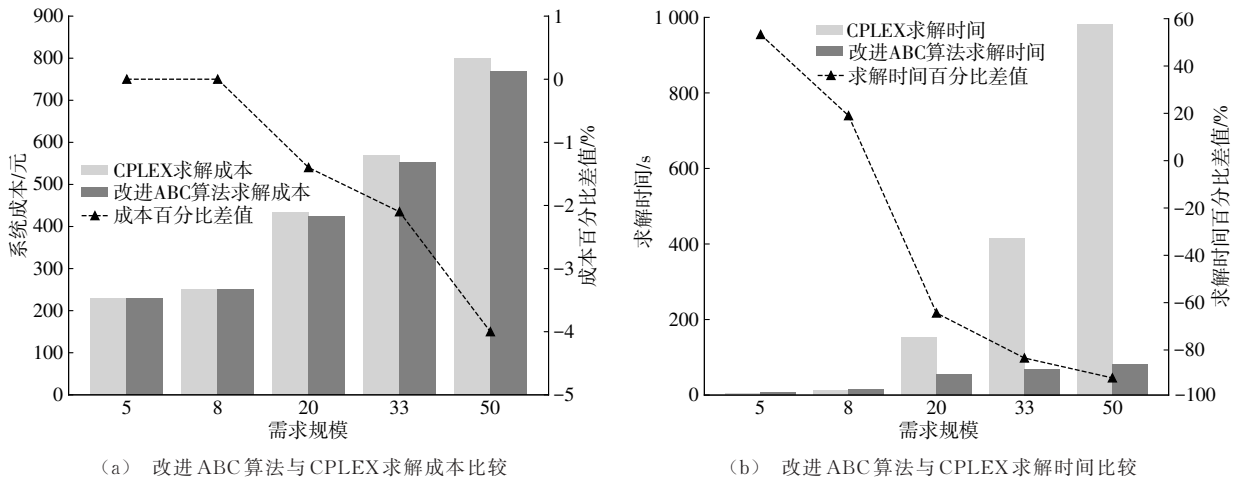 900
800
700
600
500
400
300
200
100
0
系统成本/元
CPLEX求解成本
改进ABC算法求解成本
成本百分比差值
1
0
−1
−2
−3
−4
−5
成本百分比差值/%
5 8 20 33 50
需求规模
(a) 改进ABC算法与CPLEX求解成本比较
1 000
800
600
400
200
0
求解时间/s
CPLEX求解时间
改进ABC算法求解时间
求解时间百分比差值
60
40
20
0
−20
−40
−60
−80
−100
求解时间百分比差值/%
5 8 20 33 50
需求规模
(b) 改进ABC算法与CPLEX求解时间比较